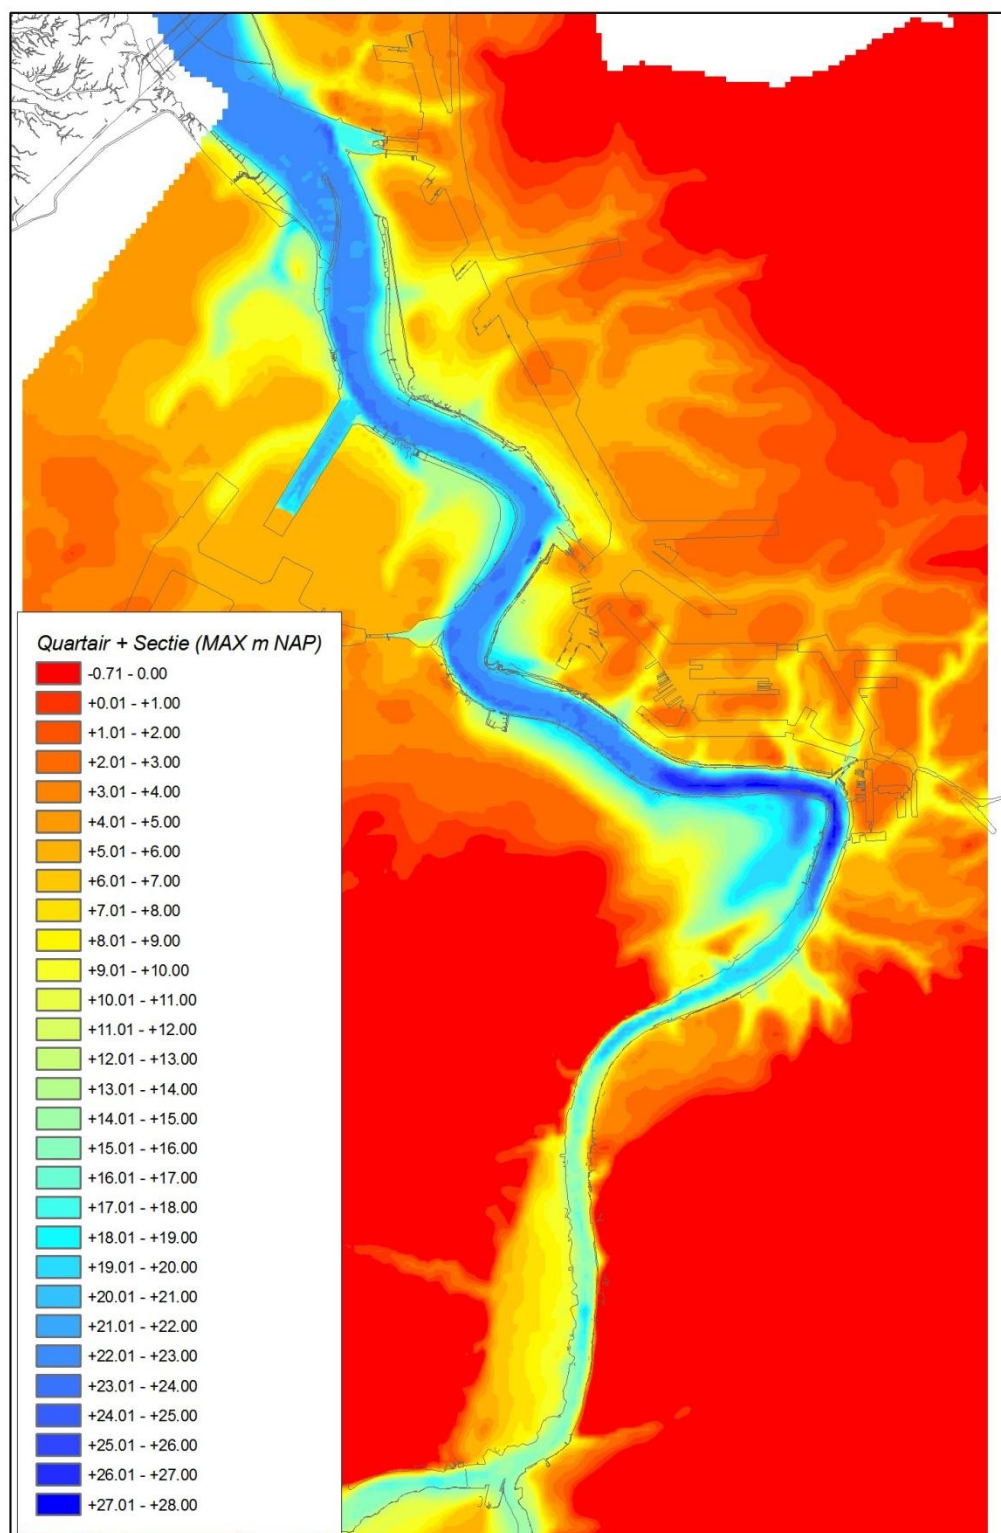 Quartair + Sectie (MAX m NAP)
-0.71 - 0.00
+0.01 - +1.00
+1.01 - +2.00
+2.01 - +3.00
+3.01 - +4.00
+4.01 - +5.00
+5.01 - +6.00
+6.01 - +7.00
+7.01 - +8.00
+8.01 - +9.00
+9.01 - +10.00
+10.01 - +11.00
+11.01 - +12.00
+12.01 - +13.00
+13.01 - +14.00
+14.01 - +15.00
+15.01 - +16.00
+16.01 - +17.00
+17.01 - +18.00
+18.01 - +19.00
+19.01 - +20.00
+20.01 - +21.00
+21.01 - +22.00
+22.01 - +23.00
+23.01 - +24.00
+24.01 - +25.00
+25.01 - +26.00
+26.01 - +27.00
+27.01 - +28.00